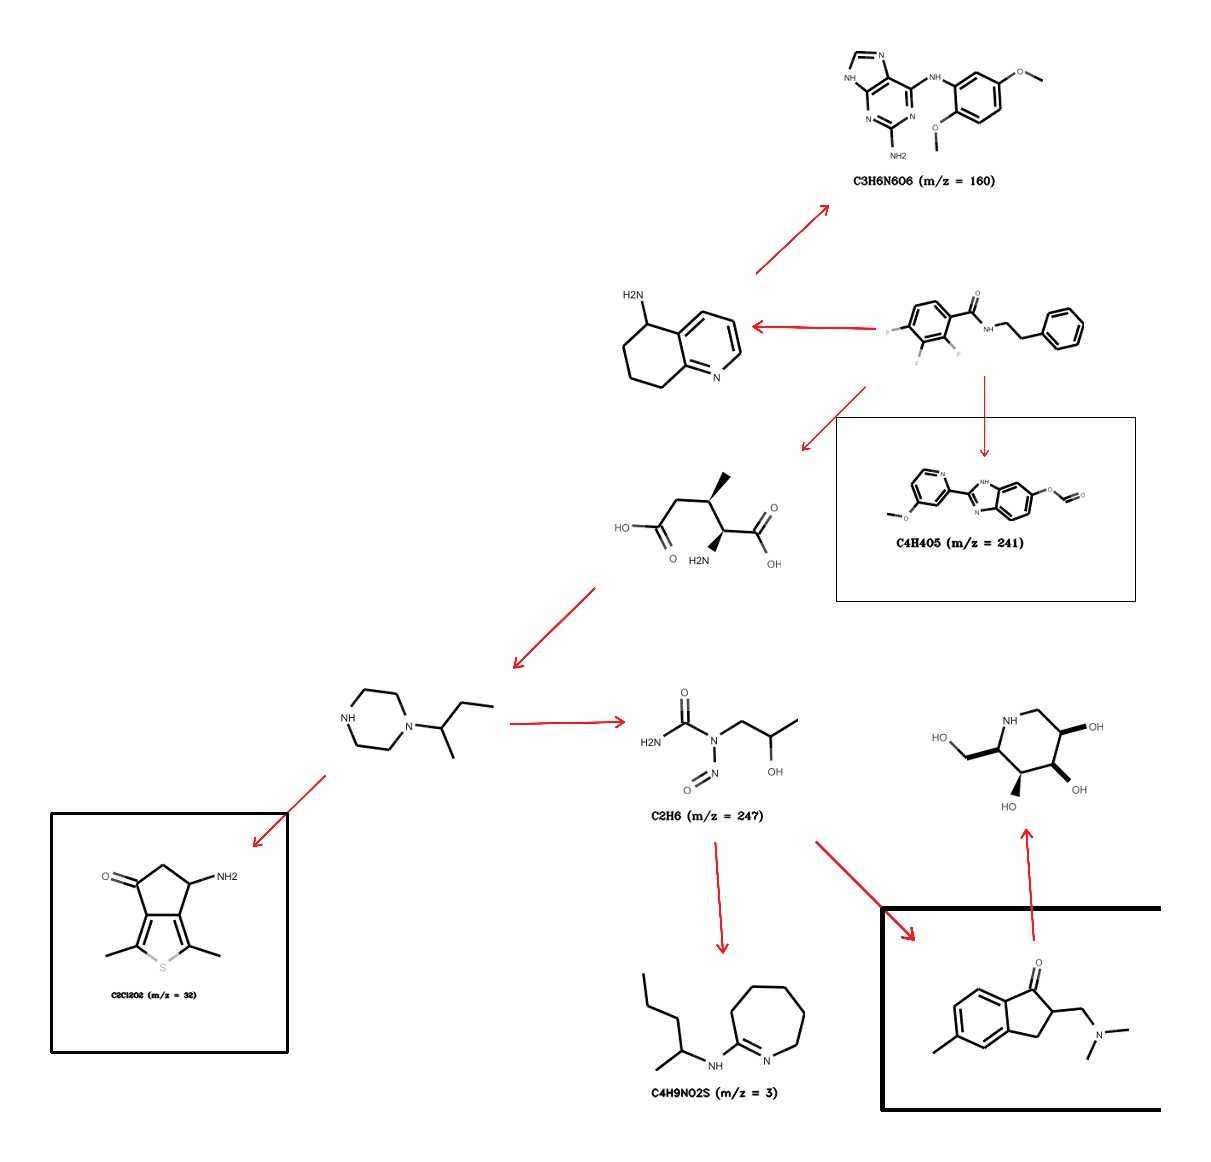 N
NH
N
N
NH
O
O
NH2
C3H6N6O6 (m/z = 160)
H2N
N
O
NH
F
F
F
HO
O
H2N
O
OH
N
NH
N
O
O
O
C4H4O5 (m/z = 241)
NH
N
O
H2N
N
N
O
OH
C2H6 (m/z = 247)
NH
OH
HO
OH
HO
O
NH2
S
C2Cl2O2 (m/z = 32)
NH
N
C4H9NO2S (m/z = 3)
O
N